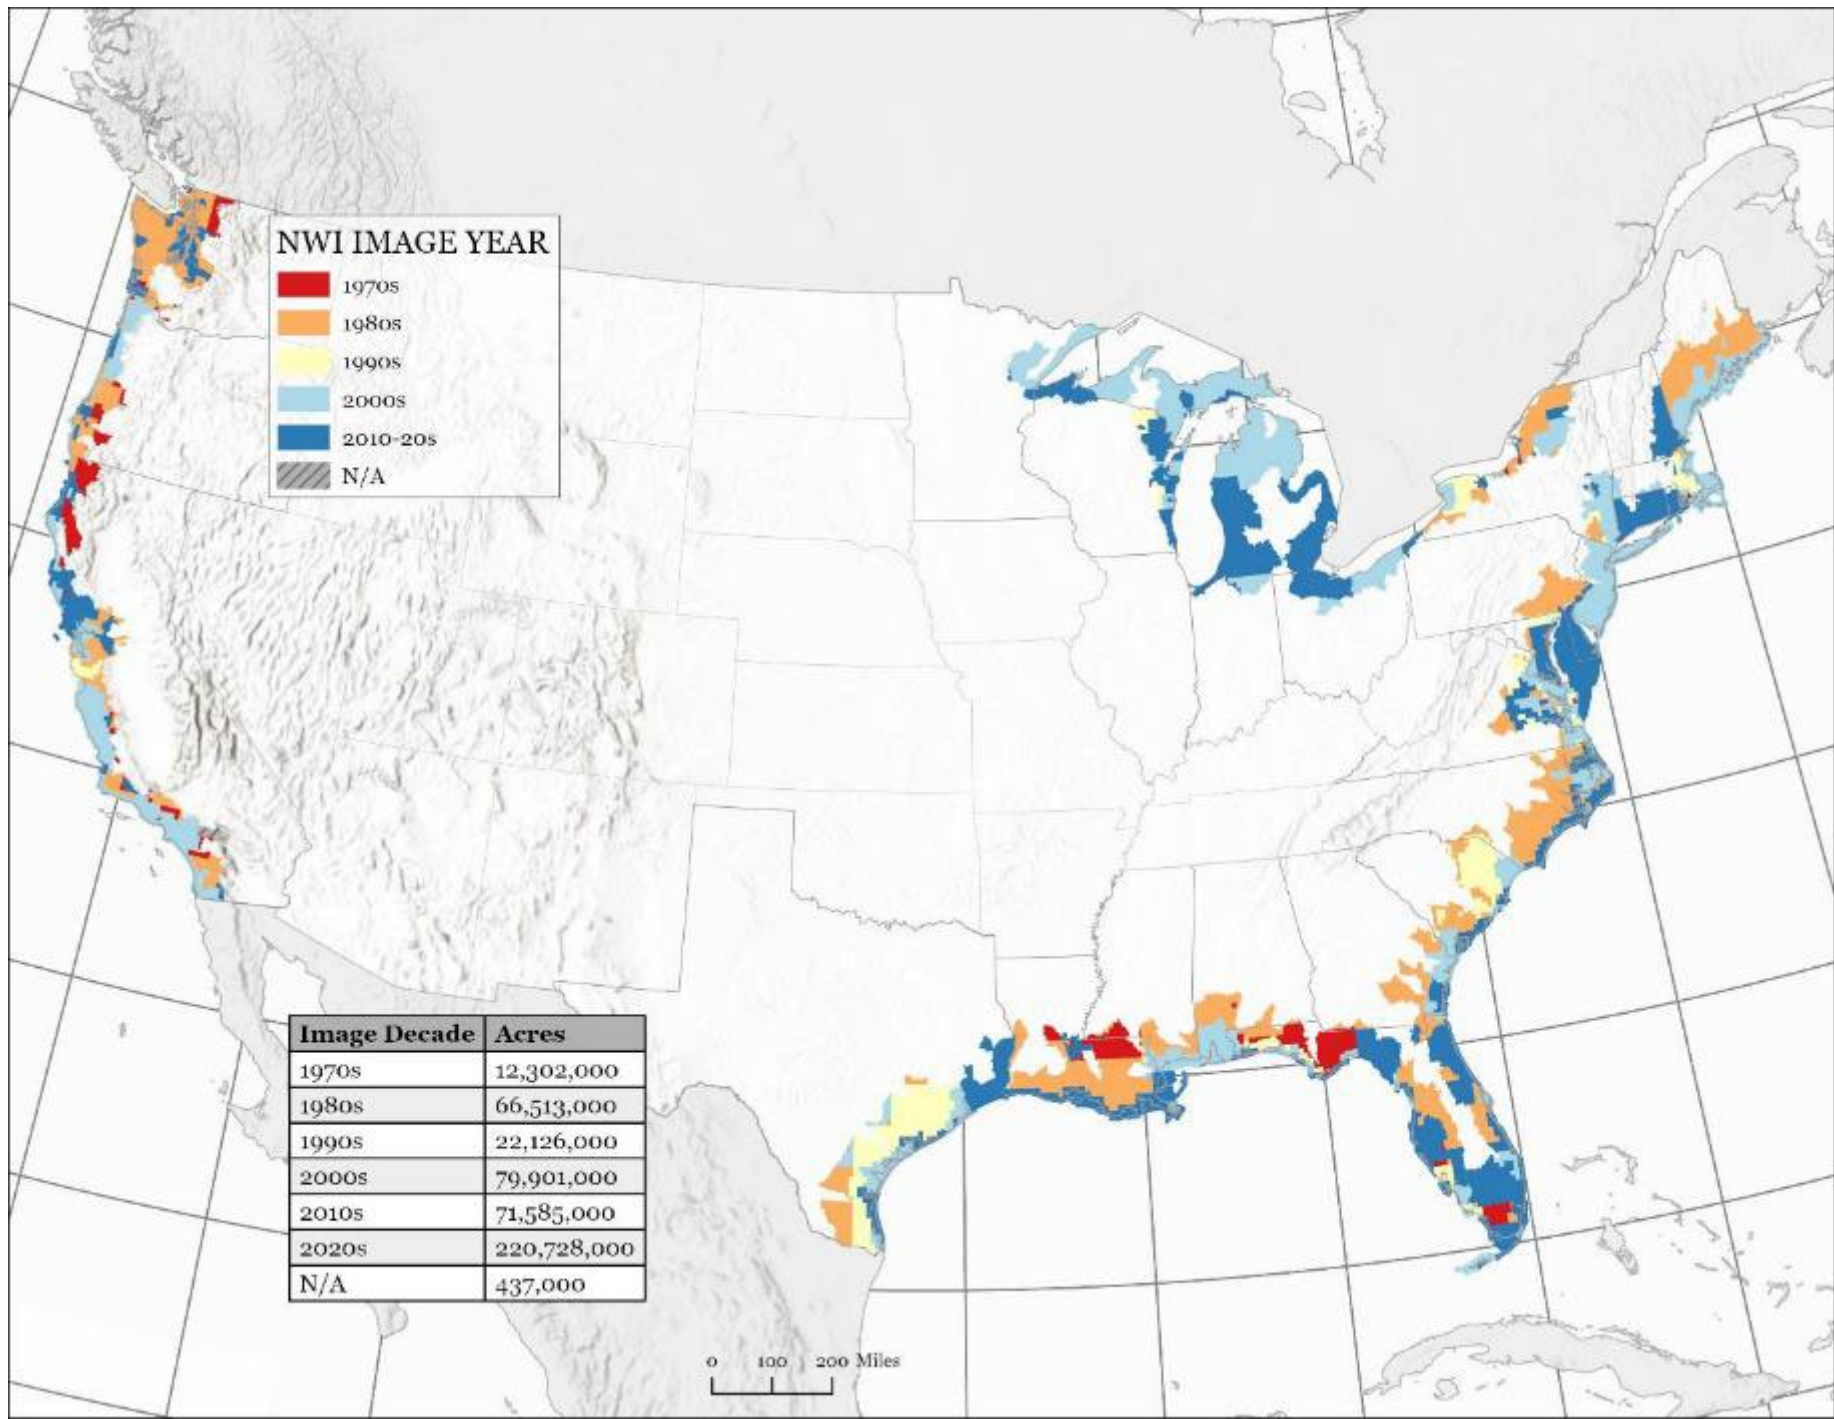 NWI IMAGE YEAR
1970s
1980s
1990s
2000s
2010-20s
N/A
Image Decade Acres
1970s 12,302,000
1980s 66,513,000
1990s 22,126,000
2000s 79,901,000
2010s 71,585,000
2020s 220,728,000
N/A 437,000
0 100 200 Miles